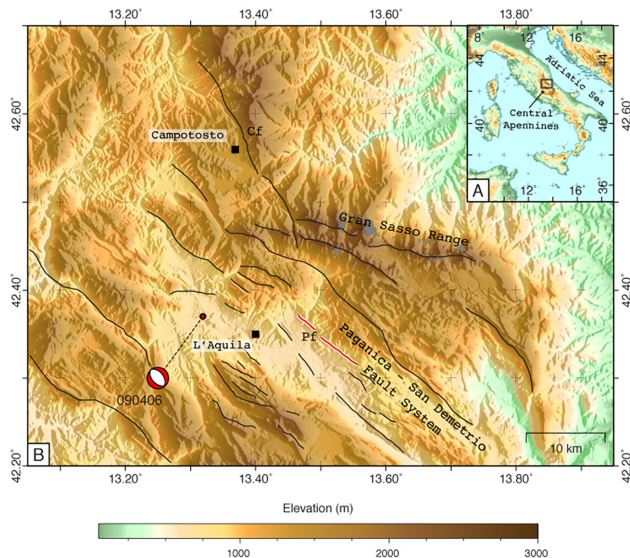 13.20° 13.40° 13.60° 13.80°
8° 12° 16°
44° 44°
Adriatic Sea
Central
Apennines
40° 40°
36°
12° 16°
A
42.60° 42.60°
Campotosto
Cf
Gran Sasso Range
42.40° 42.40°
L'Aquila
Pf
Paganica - San Demetrio
Fault System
090406
B
10 km
42.20° 42.20°
13.20° 13.40° 13.60° 13.80°
Elevation (m)
1000 2000 3000